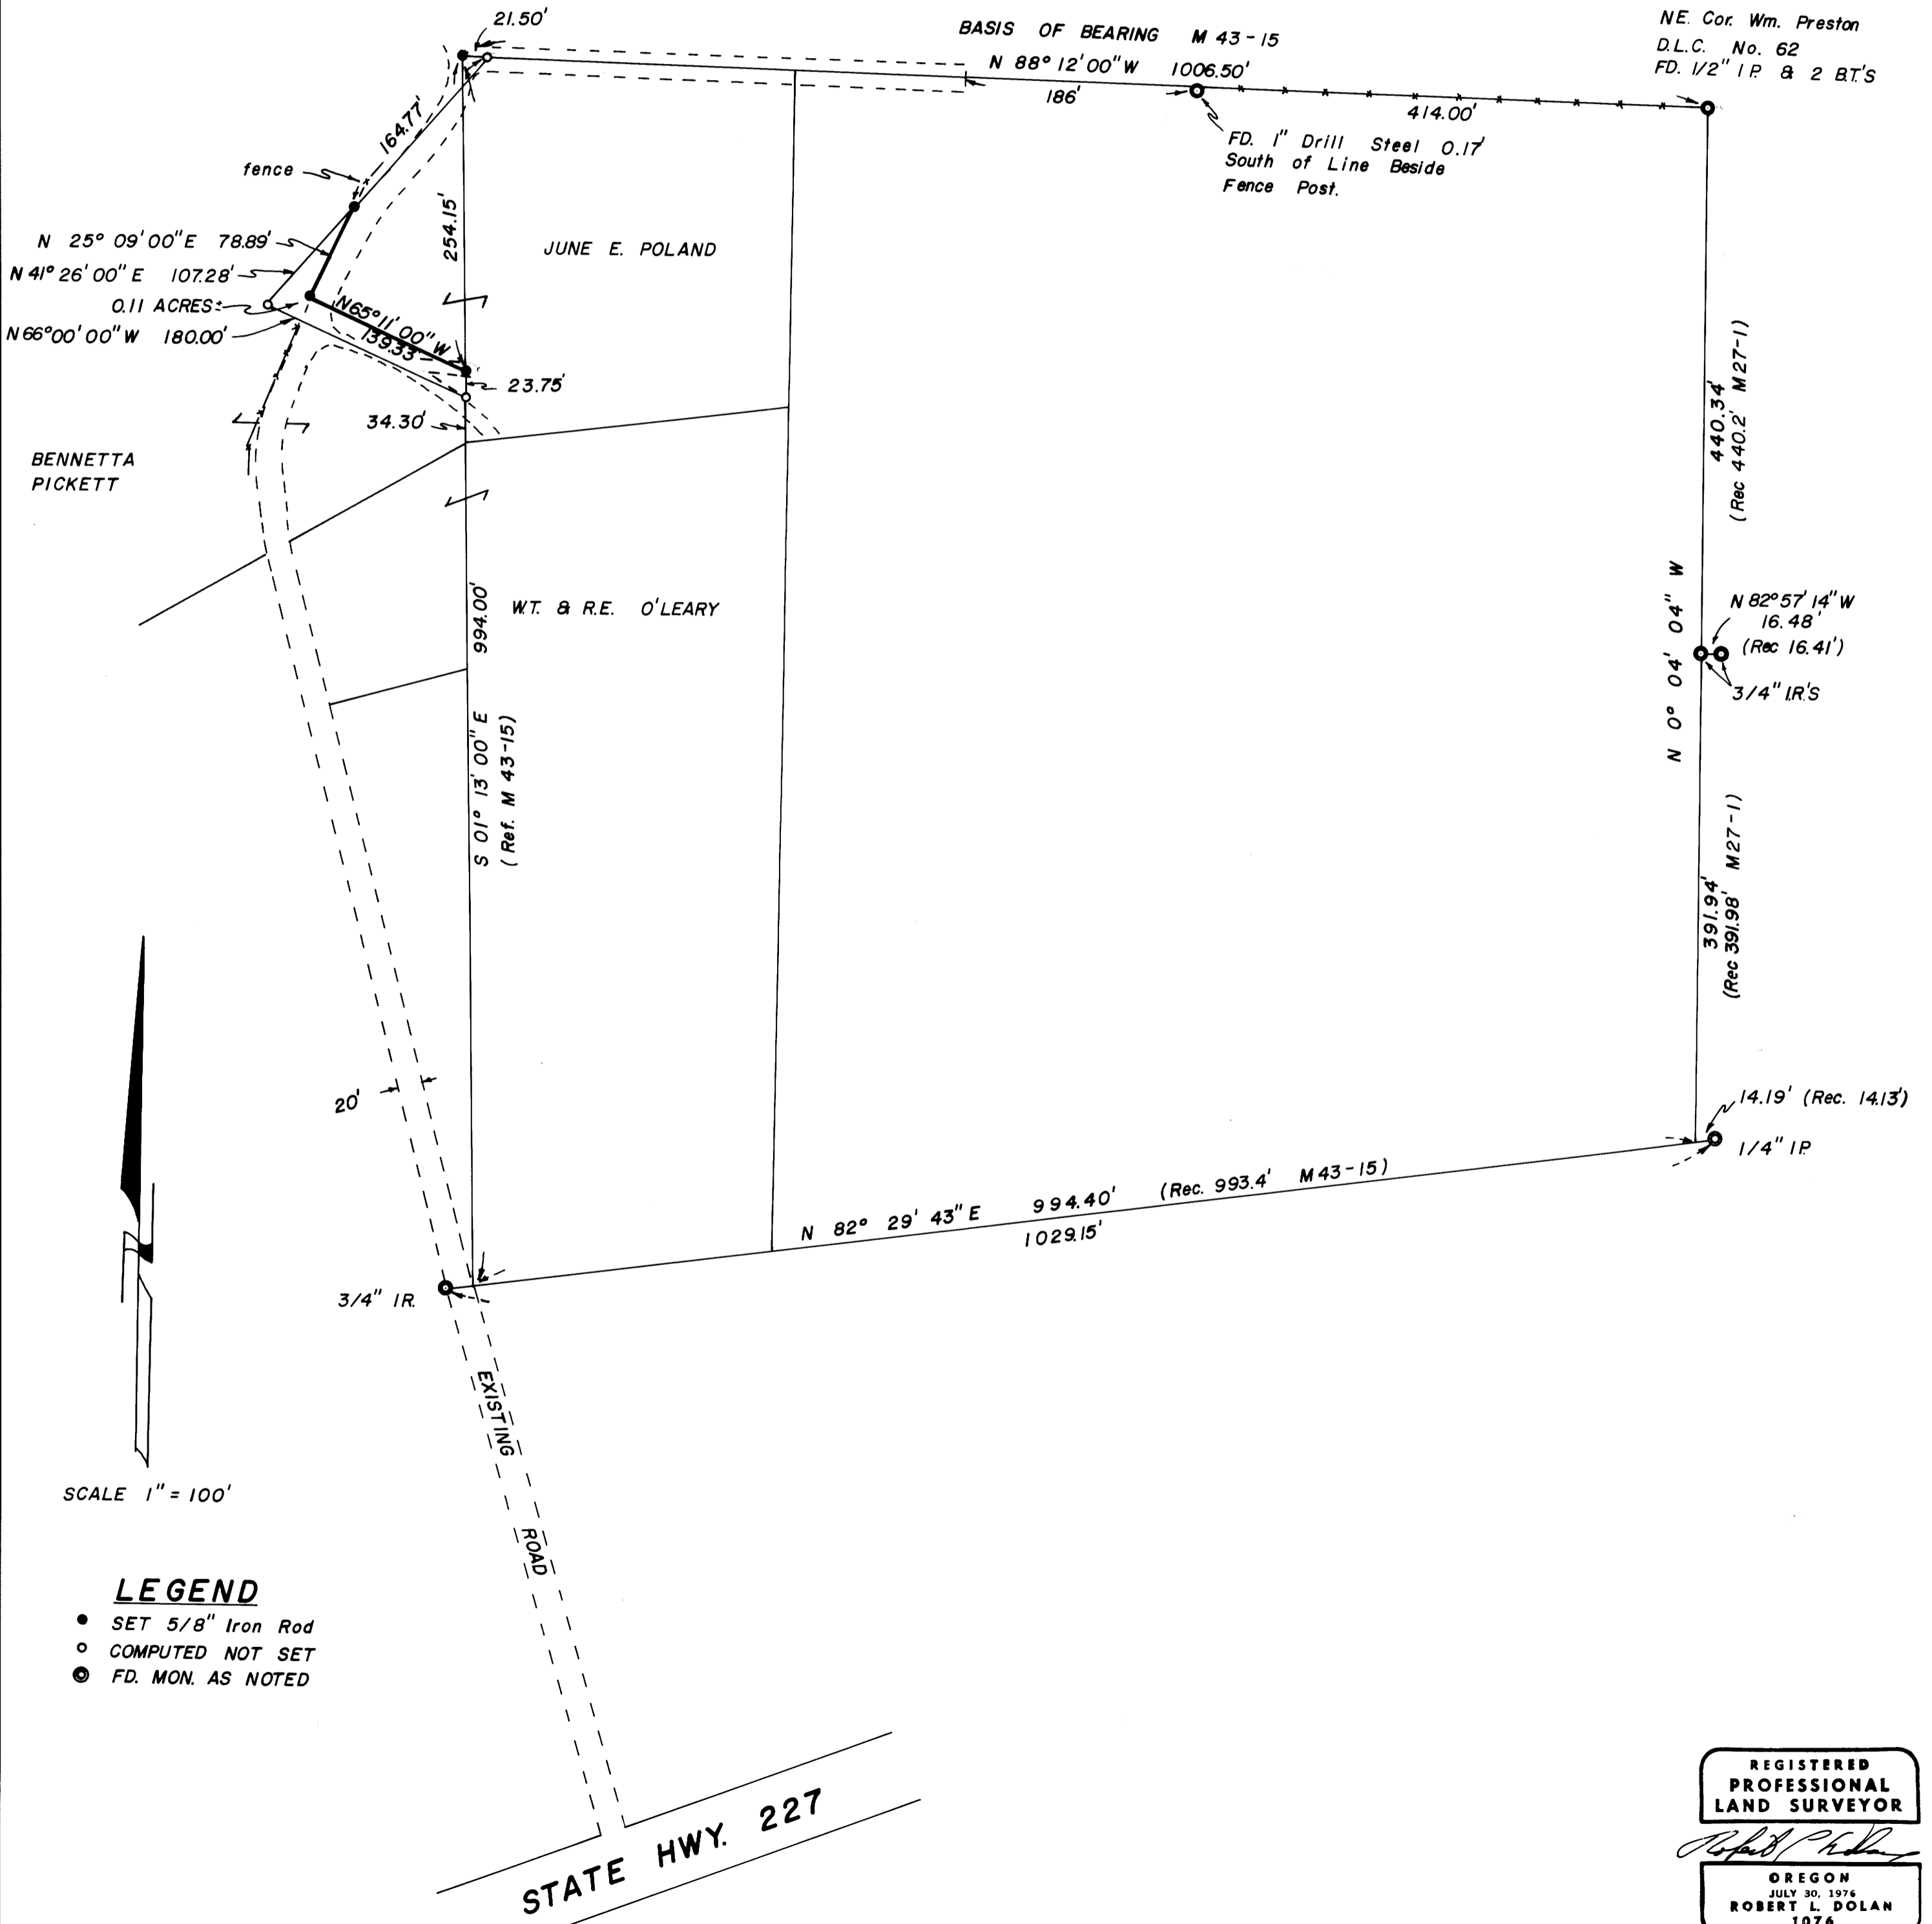 21.50'
BASIS OF BEARING M 43-15
N 88° 12' 00" W 1006.50'
186'
414.00'
NE. Cor. Wm. Preston
D.L.C. No. 62
FD. 1/2" I.P. & 2 B.T.'S
FD. 1" Drill Steel 0.17'
South of Line Beside
Fence Post.
164.77'
fence
N 25° 09' 00" E 78.89'
N 41° 26' 00" E 107.28'
0.11 ACRES±
N 66° 00' 00" W 180.00'
N 65° 11' 00" W
139.33'
254.15'
JUNE E. POLAND
23.75'
34.30'
BENNETTA
PICKETT
994.00'
W.T. & R.E. O'LEARY
S 01° 13' 00" E
(Ref. M 43-15)
440.34'
(Rec 440.2' M27-1)
N 0° 04' 04" W
N 82° 57' 14" W
16.48'
(Rec 16.41')
3/4" I.R.'S
391.94'
(Rec 391.98' M27-1)
14.19' (Rec. 14.13')
1/4" I.P.
N 82° 29' 43" E 994.40' (Rec. 993.4' M43-15)
1029.15'
20'
3/4" I.R.
EXISTING
ROAD
SCALE 1" = 100'
LEGEND
SET 5/8" Iron Rod
COMPUTED NOT SET
FD. MON. AS NOTED
STATE HWY. 227
REGISTERED
PROFESSIONAL
LAND SURVEYOR
OREGON
JULY 30, 1976
ROBERT L. DOLAN
1076